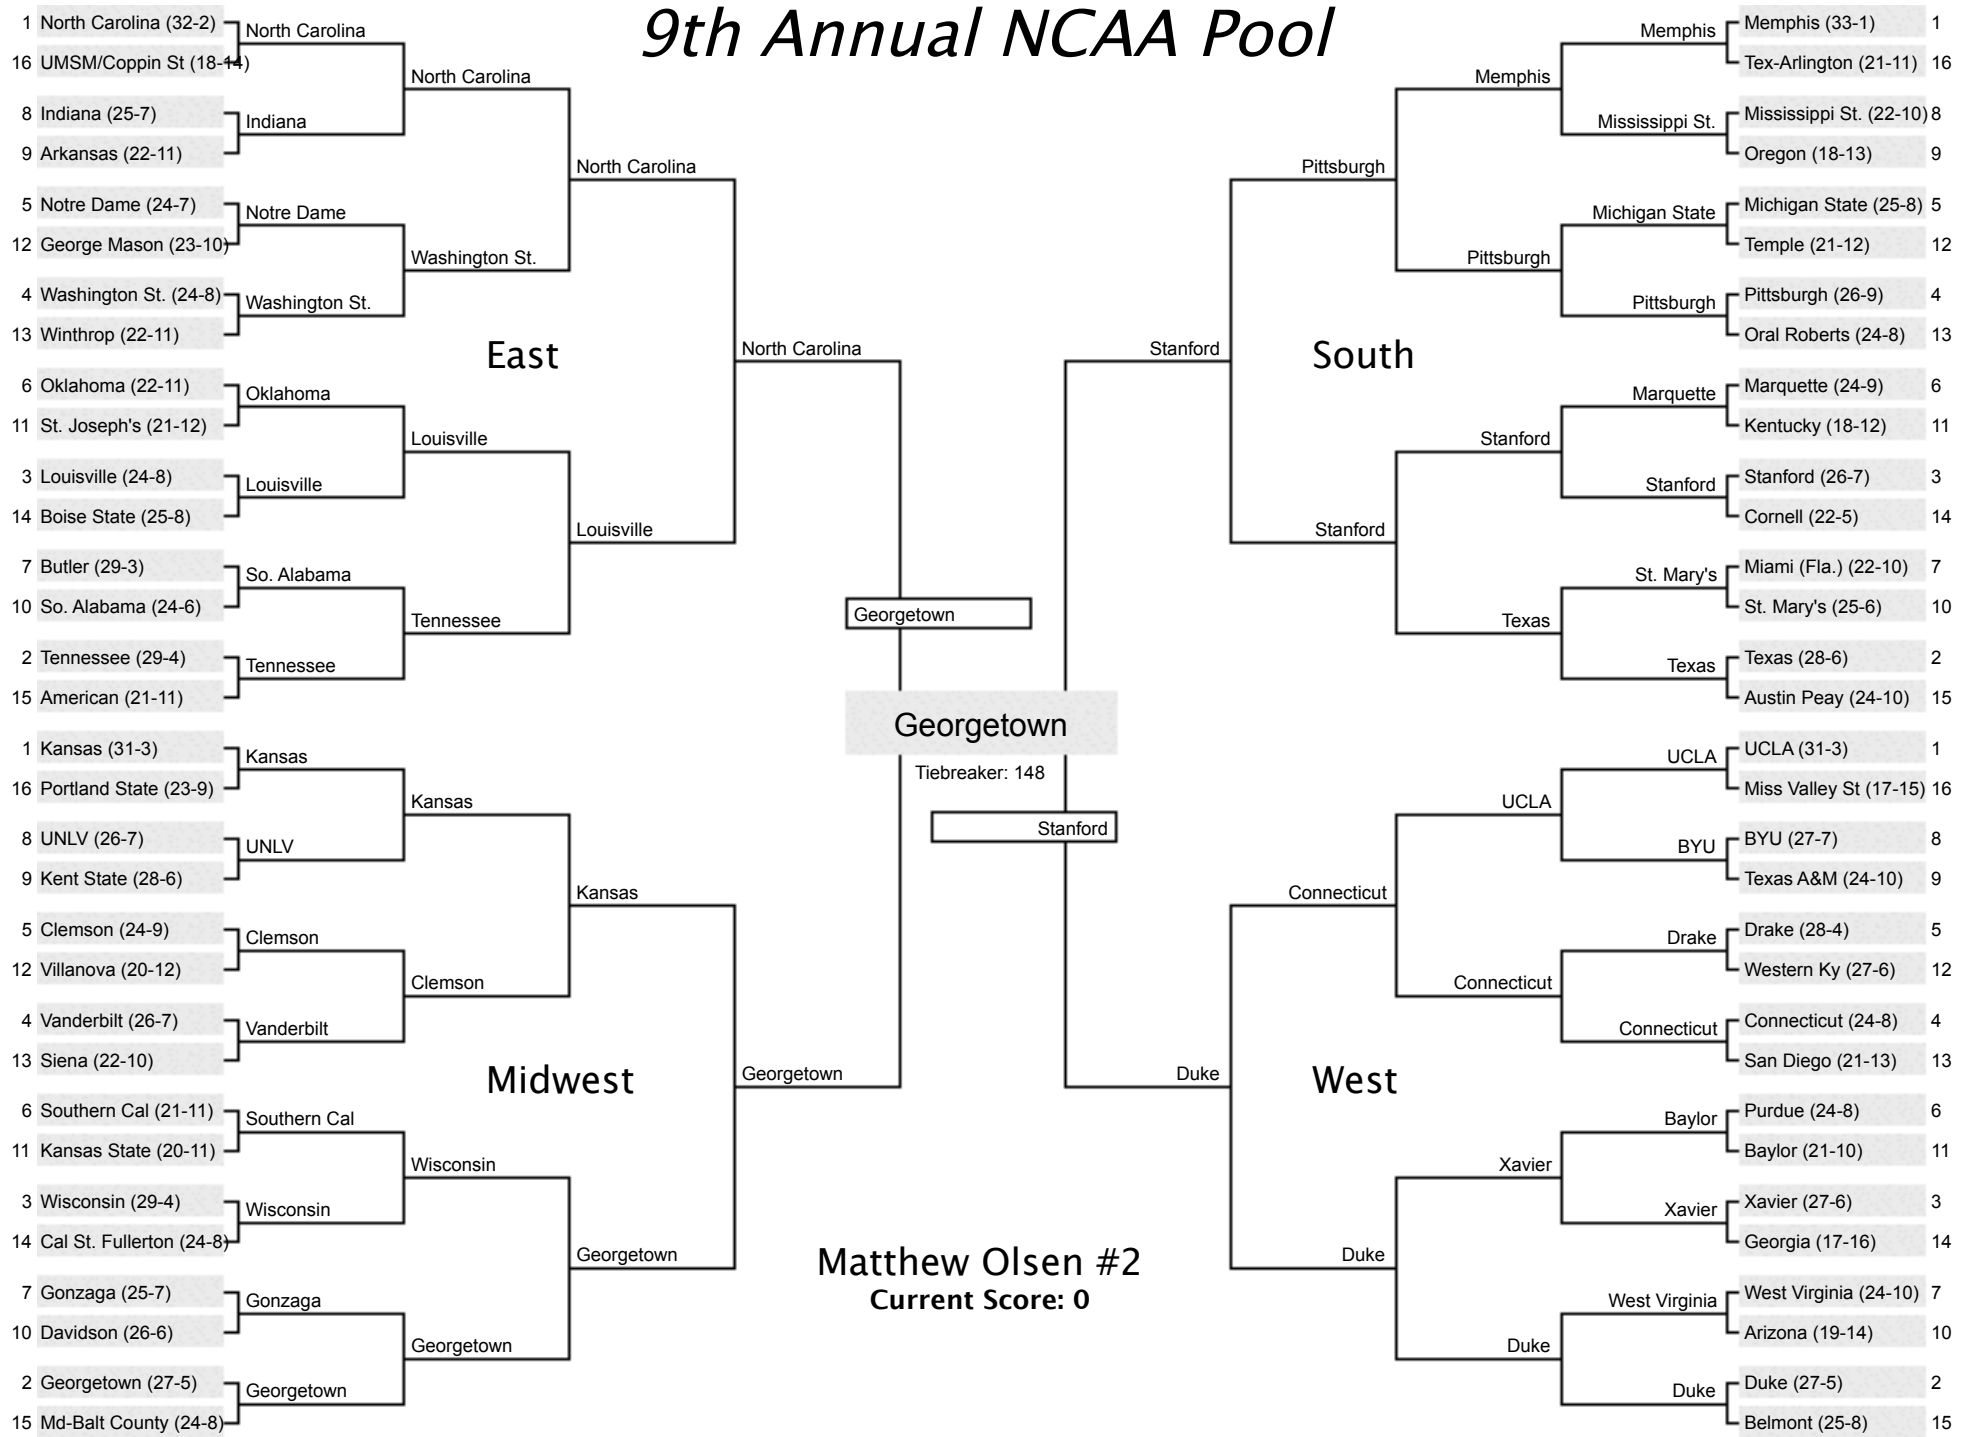 9th Annual NCAA Pool
1 North Carolina (32-2)
16 UMSM/Coppin St (18-14)
8 Indiana (25-7)
9 Arkansas (22-11)
5 Notre Dame (24-7)
12 George Mason (23-10)
4 Washington St. (24-8)
13 Winthrop (22-11)
6 Oklahoma (22-11)
11 St. Joseph's (21-12)
3 Louisville (24-8)
14 Boise State (25-8)
7 Butler (29-3)
10 So. Alabama (24-6)
2 Tennessee (29-4)
15 American (21-11)
North Carolina
Indiana
Notre Dame
Washington St.
Oklahoma
Louisville
So. Alabama
Tennessee
North Carolina
Washington St.
Louisville
Tennessee
North Carolina
Louisville
North Carolina
East
1 Kansas (31-3)
16 Portland State (23-9)
8 UNLV (26-7)
9 Kent State (28-6)
5 Clemson (24-9)
12 Villanova (20-12)
4 Vanderbilt (26-7)
13 Siena (22-10)
6 Southern Cal (21-11)
11 Kansas State (20-11)
3 Wisconsin (29-4)
14 Cal St. Fullerton (24-8)
7 Gonzaga (25-7)
10 Davidson (26-6)
2 Georgetown (27-5)
15 Md-Balt County (24-8)
Kansas
UNLV
Clemson
Vanderbilt
Southern Cal
Wisconsin
Gonzaga
Georgetown
Kansas
Clemson
Wisconsin
Georgetown
Kansas
Georgetown
Georgetown
Midwest
Georgetown
Georgetown
Tiebreaker: 148
Stanford
Matthew Olsen #2
Current Score: 0
Memphis (33-1) 1
Tex-Arlington (21-11) 16
Mississippi St. (22-10) 8
Oregon (18-13) 9
Michigan State (25-8) 5
Temple (21-12) 12
Pittsburgh (26-9) 4
Oral Roberts (24-8) 13
Marquette (24-9) 6
Kentucky (18-12) 11
Stanford (26-7) 3
Cornell (22-5) 14
Miami (Fla.) (22-10) 7
St. Mary's (25-6) 10
Texas (28-6) 2
Austin Peay (24-10) 15
Memphis
Mississippi St.
Michigan State
Pittsburgh
Marquette
Stanford
St. Mary's
Texas
Memphis
Pittsburgh
Stanford
Texas
Pittsburgh
Stanford
Stanford
South
UCLA (31-3) 1
Miss Valley St (17-15) 16
BYU (27-7) 8
Texas A&M (24-10) 9
Drake (28-4) 5
Western Ky (27-6) 12
Connecticut (24-8) 4
San Diego (21-13) 13
Purdue (24-8) 6
Baylor (21-10) 11
Xavier (27-6) 3
Georgia (17-16) 14
West Virginia (24-10) 7
Arizona (19-14) 10
Duke (27-5) 2
Belmont (25-8) 15
UCLA
BYU
Drake
Connecticut
Baylor
Xavier
West Virginia
Duke
UCLA
Connecticut
Xavier
Duke
Connecticut
Duke
Duke
West